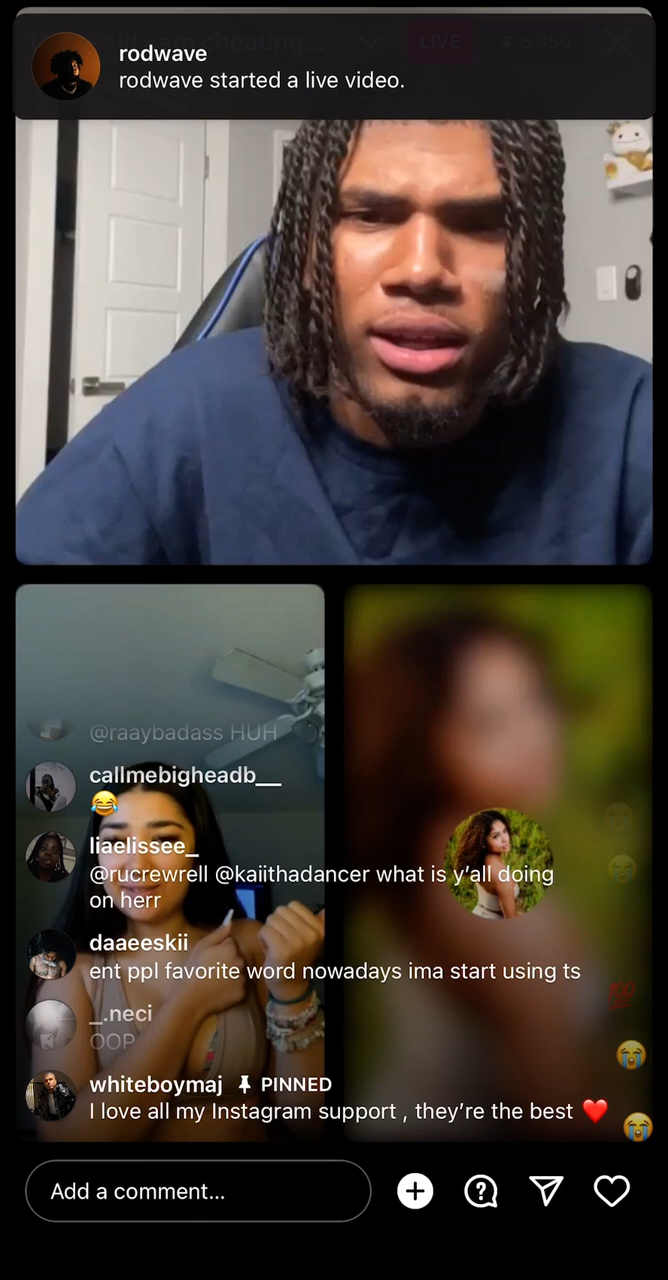 cheating...
LIVE
6,950
rodwave
rodwave started a live video.
@raaybadass HUH
callmebigheadb__
😂
liaelissee_
@rucrewrell @kaiithadancer what is y’all doing
on herr
daaeeskii
ent ppl favorite word nowadays ima start using ts
_.neci
OOP
💯
whiteboymaj PINNED
I love all my Instagram support , they’re the best ❤️
Add a comment...